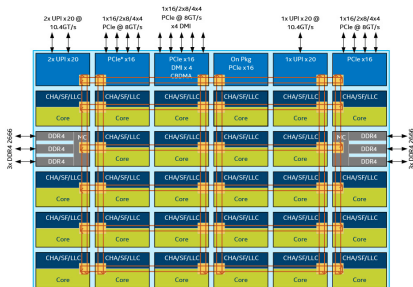 2x UPI x20 @
10.4GT/s
1x16/2x8/4x4
PCIe @ 8GT/s
1x16/2x8/4x4
PCIe @ 8GT/s
x4 DMI
1x UPI x20 @
10.4GT/s
1x16/2x8/4x4
PCIe @ 8GT/s
2x UPI x20
PCIe* x16
PCIe x16
DMI x 4
CBDMA
On Pkg
PCIe x16
1x UPI x20
PCIe x16
CHA/SF/LLC CHA/SF/LLC CHA/SF/LLC CHA/SF/LLC CHA/SF/LLC CHA/SF/LLC
Core Core Core Core Core Core
3x DDR4 2666
DDR4
DDR4
DDR4
MC
CHA/SF/LLC CHA/SF/LLC CHA/SF/LLC CHA/SF/LLC
Core Core Core Core
MC
DDR4
DDR4
DDR4
3x DDR4 2666
CHA/SF/LLC CHA/SF/LLC CHA/SF/LLC CHA/SF/LLC CHA/SF/LLC CHA/SF/LLC
Core Core Core Core Core Core
CHA/SF/LLC CHA/SF/LLC CHA/SF/LLC CHA/SF/LLC CHA/SF/LLC CHA/SF/LLC
Core Core Core Core Core Core
CHA/SF/LLC CHA/SF/LLC CHA/SF/LLC CHA/SF/LLC CHA/SF/LLC CHA/SF/LLC
Core Core Core Core Core Core